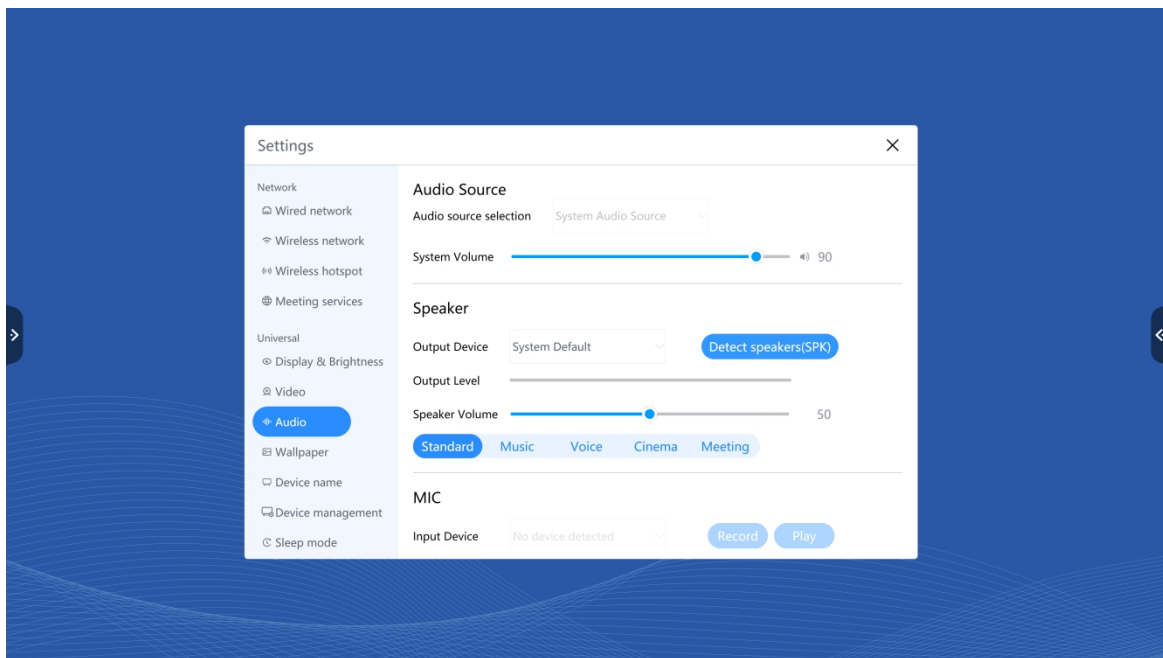 Settings
Network
Wired network
Wireless network
Wireless hotspot
Meeting services
Universal
Display & Brightness
Video
Audio
Wallpaper
Device name
Device management
Sleep mode
Audio Source
Audio source selection System Audio Source
System Volume 90
Speaker
Output Device System Default Detect speakers(SPK)
Output Level
Speaker Volume 50
Standard Music Voice Cinema Meeting
MIC
Input Device No device detected Record Play